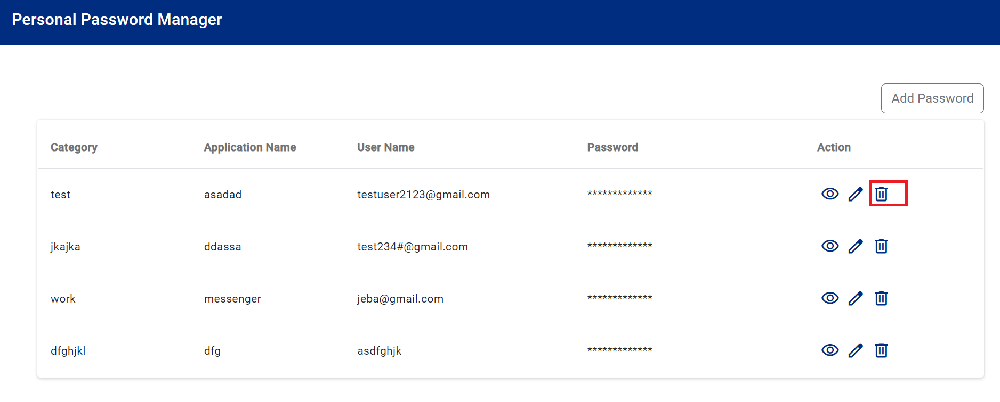 Personal Password Manager
Add Password
Category Application Name User Name Password Action
test asadad testuser2123@gmail.com *************
jkajka ddassa test234#@gmail.com *************
work messenger jeba@gmail.com *************
dfghjkl dfg asdfghjk *************